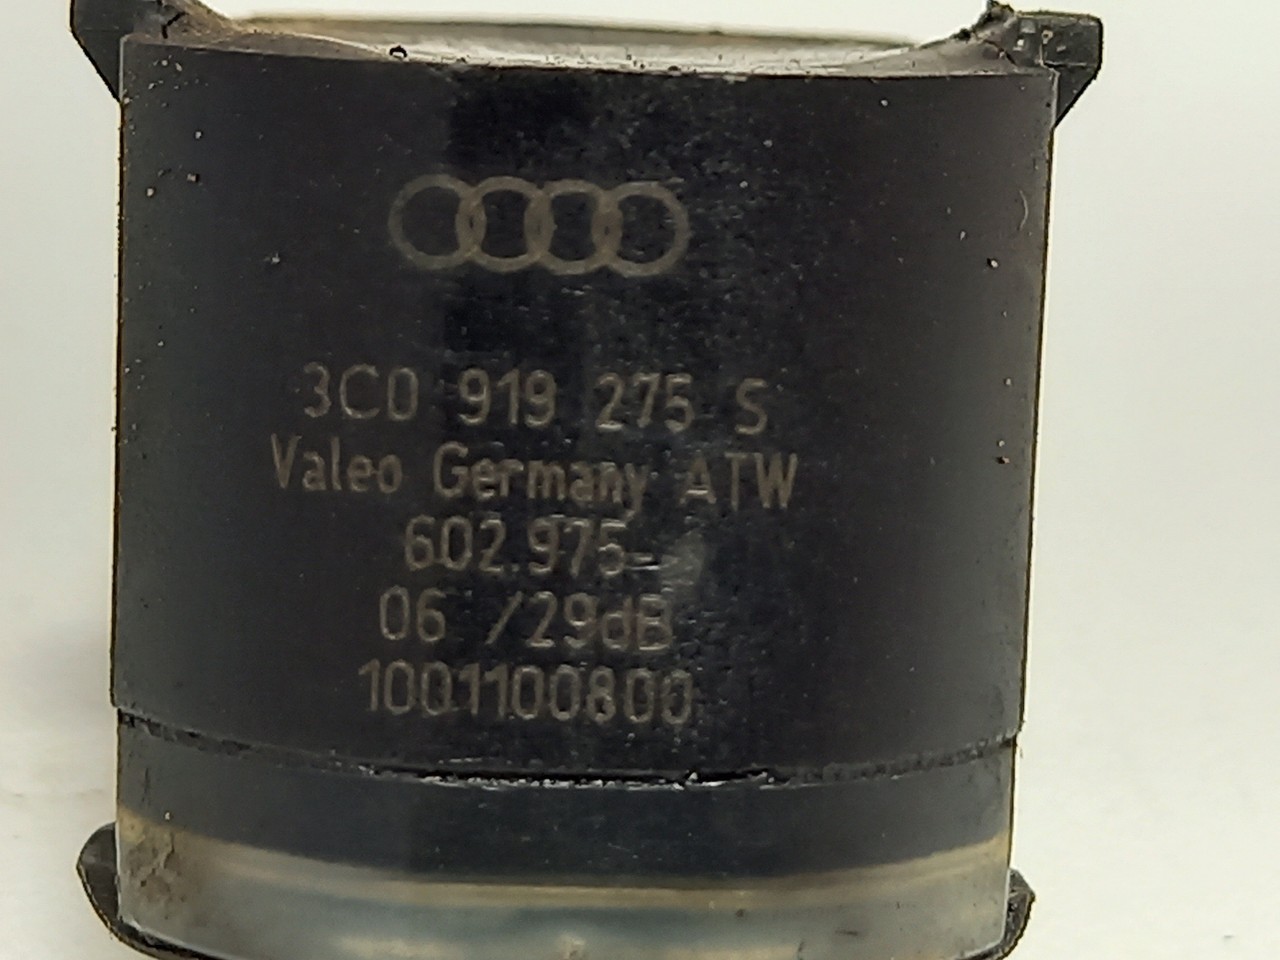 3C0 919 275 S
Valeo Germany ATW
602.975-
06 /29dB
1001100800